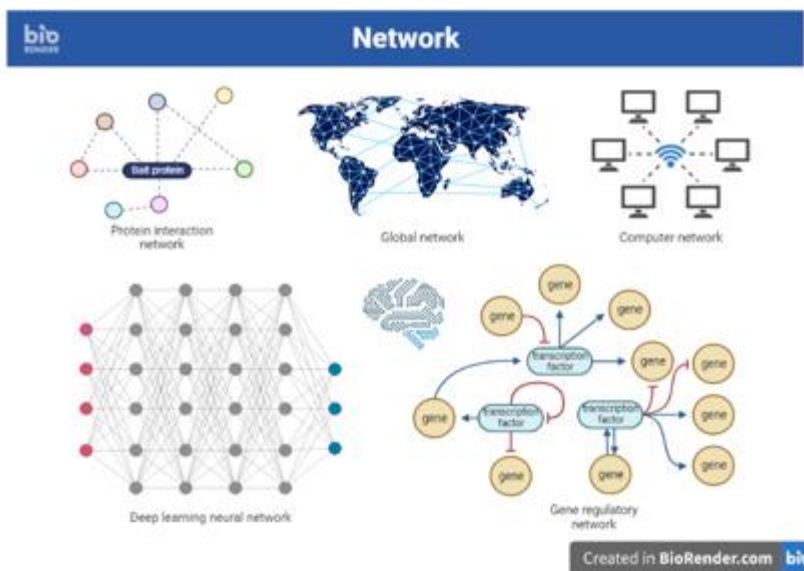 bio
RENDER
Network
Bait protein
Protein interaction
network
Global network
Computer network
Deep learning neural network
gene
gene
gene
transcription
factor
gene
gene
gene
transcription
factor
transcription
factor
gene
gene
gene
gene
Gene regulatory
network
Created in BioRender.com
bio